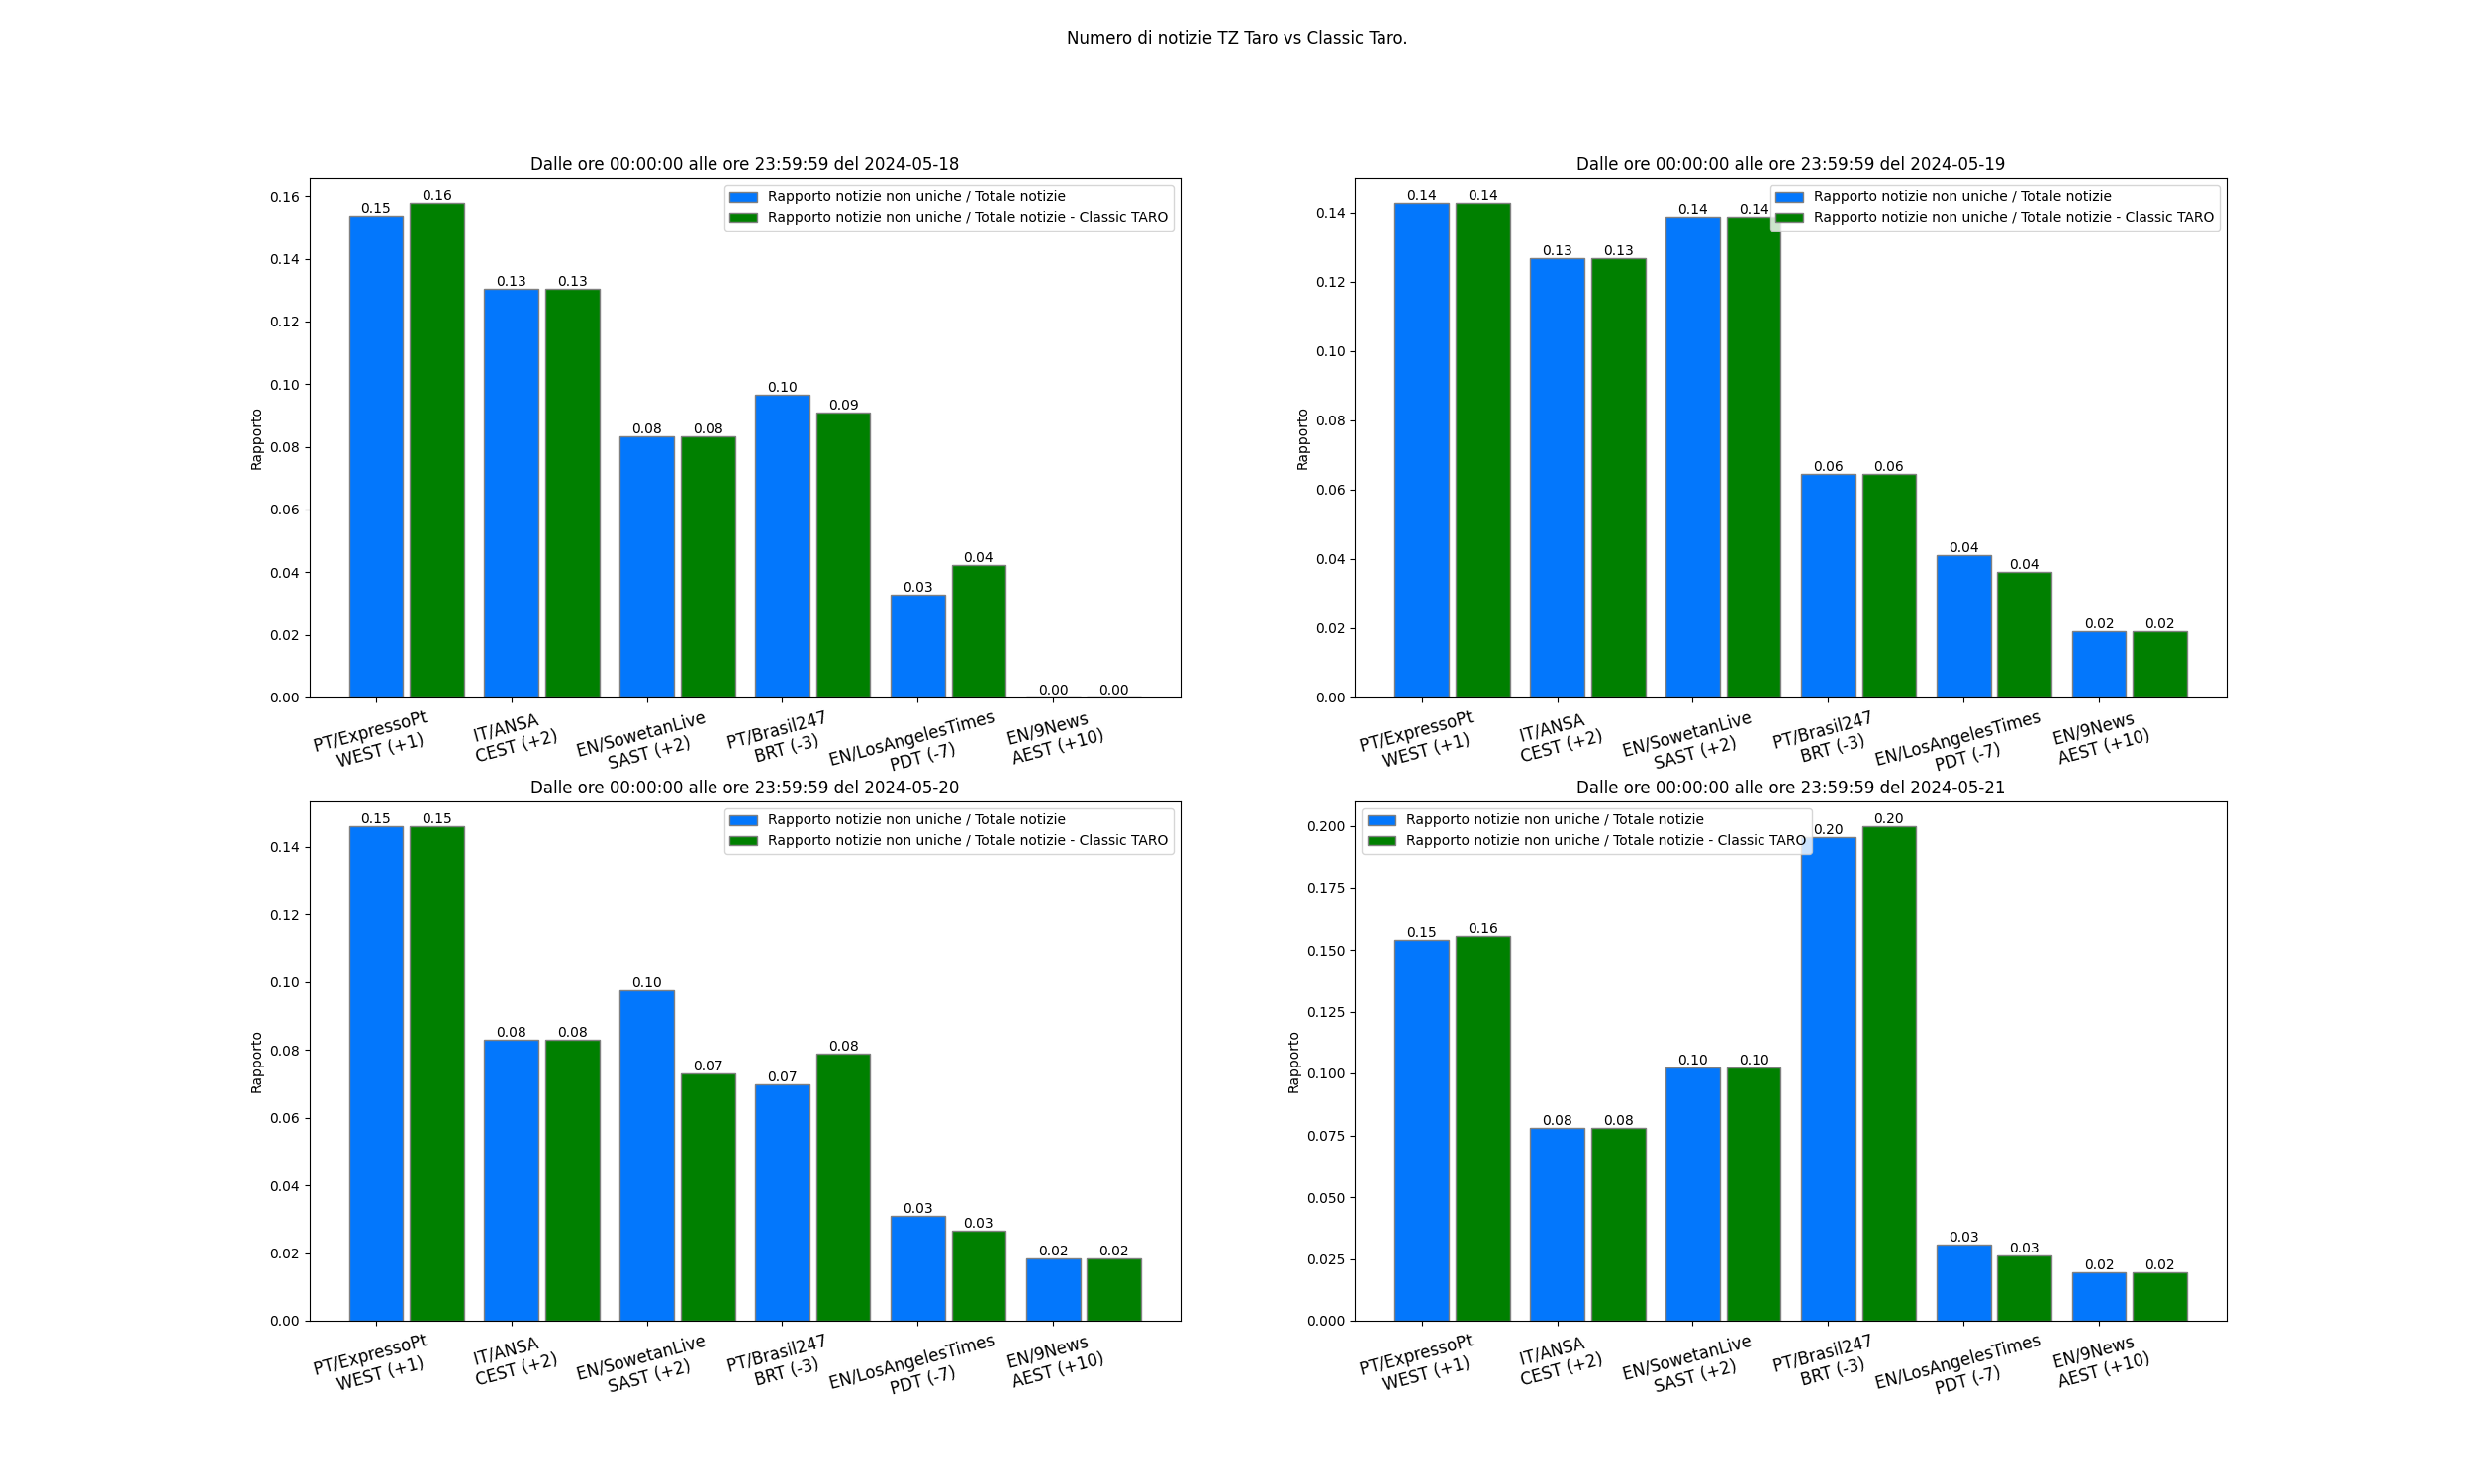 Numero di notizie TZ Taro vs Classic Taro.
Dalle ore 00:00:00 alle ore 23:59:59 del 2024-05-18
Rapporto notizie non uniche / Totale notizie
Rapporto notizie non uniche / Totale notizie - Classic TARO
Rapporto
0.16
0.14
0.12
0.10
0.08
0.06
0.04
0.02
0.00
0.15
0.16
0.13
0.13
0.08
0.08
0.10
0.09
0.03
0.04
0.00
0.00
PT/ExpressoPt
WEST (+1)
IT/ANSA
CEST (+2)
EN/SowetanLive
SAST (+2)
PT/Brasil247
BRT (-3)
EN/LosAngelesTimes
PDT (-7)
EN/9News
AEST (+10)
Dalle ore 00:00:00 alle ore 23:59:59 del 2024-05-19
Rapporto notizie non uniche / Totale notizie
Rapporto notizie non uniche / Totale notizie - Classic TARO
Rapporto
0.14
0.12
0.10
0.08
0.06
0.04
0.02
0.00
0.14
0.14
0.13
0.13
0.14
0.14
0.06
0.06
0.04
0.04
0.02
0.02
PT/ExpressoPt
WEST (+1)
IT/ANSA
CEST (+2)
EN/SowetanLive
SAST (+2)
PT/Brasil247
BRT (-3)
EN/LosAngelesTimes
PDT (-7)
EN/9News
AEST (+10)
Dalle ore 00:00:00 alle ore 23:59:59 del 2024-05-20
Rapporto notizie non uniche / Totale notizie
Rapporto notizie non uniche / Totale notizie - Classic TARO
Rapporto
0.14
0.12
0.10
0.08
0.06
0.04
0.02
0.00
0.15
0.15
0.08
0.08
0.10
0.07
0.07
0.08
0.03
0.03
0.02
0.02
PT/ExpressoPt
WEST (+1)
IT/ANSA
CEST (+2)
EN/SowetanLive
SAST (+2)
PT/Brasil247
BRT (-3)
EN/LosAngelesTimes
PDT (-7)
EN/9News
AEST (+10)
Dalle ore 00:00:00 alle ore 23:59:59 del 2024-05-21
Rapporto notizie non uniche / Totale notizie
Rapporto notizie non uniche / Totale notizie - Classic TARO
Rapporto
0.200
0.175
0.150
0.125
0.100
0.075
0.050
0.025
0.000
0.15
0.16
0.08
0.08
0.10
0.10
0.20
0.20
0.03
0.03
0.02
0.02
PT/ExpressoPt
WEST (+1)
IT/ANSA
CEST (+2)
EN/SowetanLive
SAST (+2)
PT/Brasil247
BRT (-3)
EN/LosAngelesTimes
PDT (-7)
EN/9News
AEST (+10)